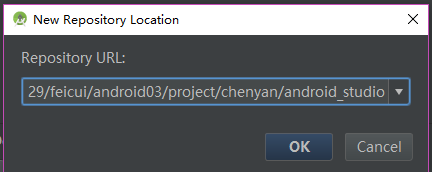 New Repository Location
Repository URL:
29/feicui/android03/project/chenyan/android_studio
OK
Cancel